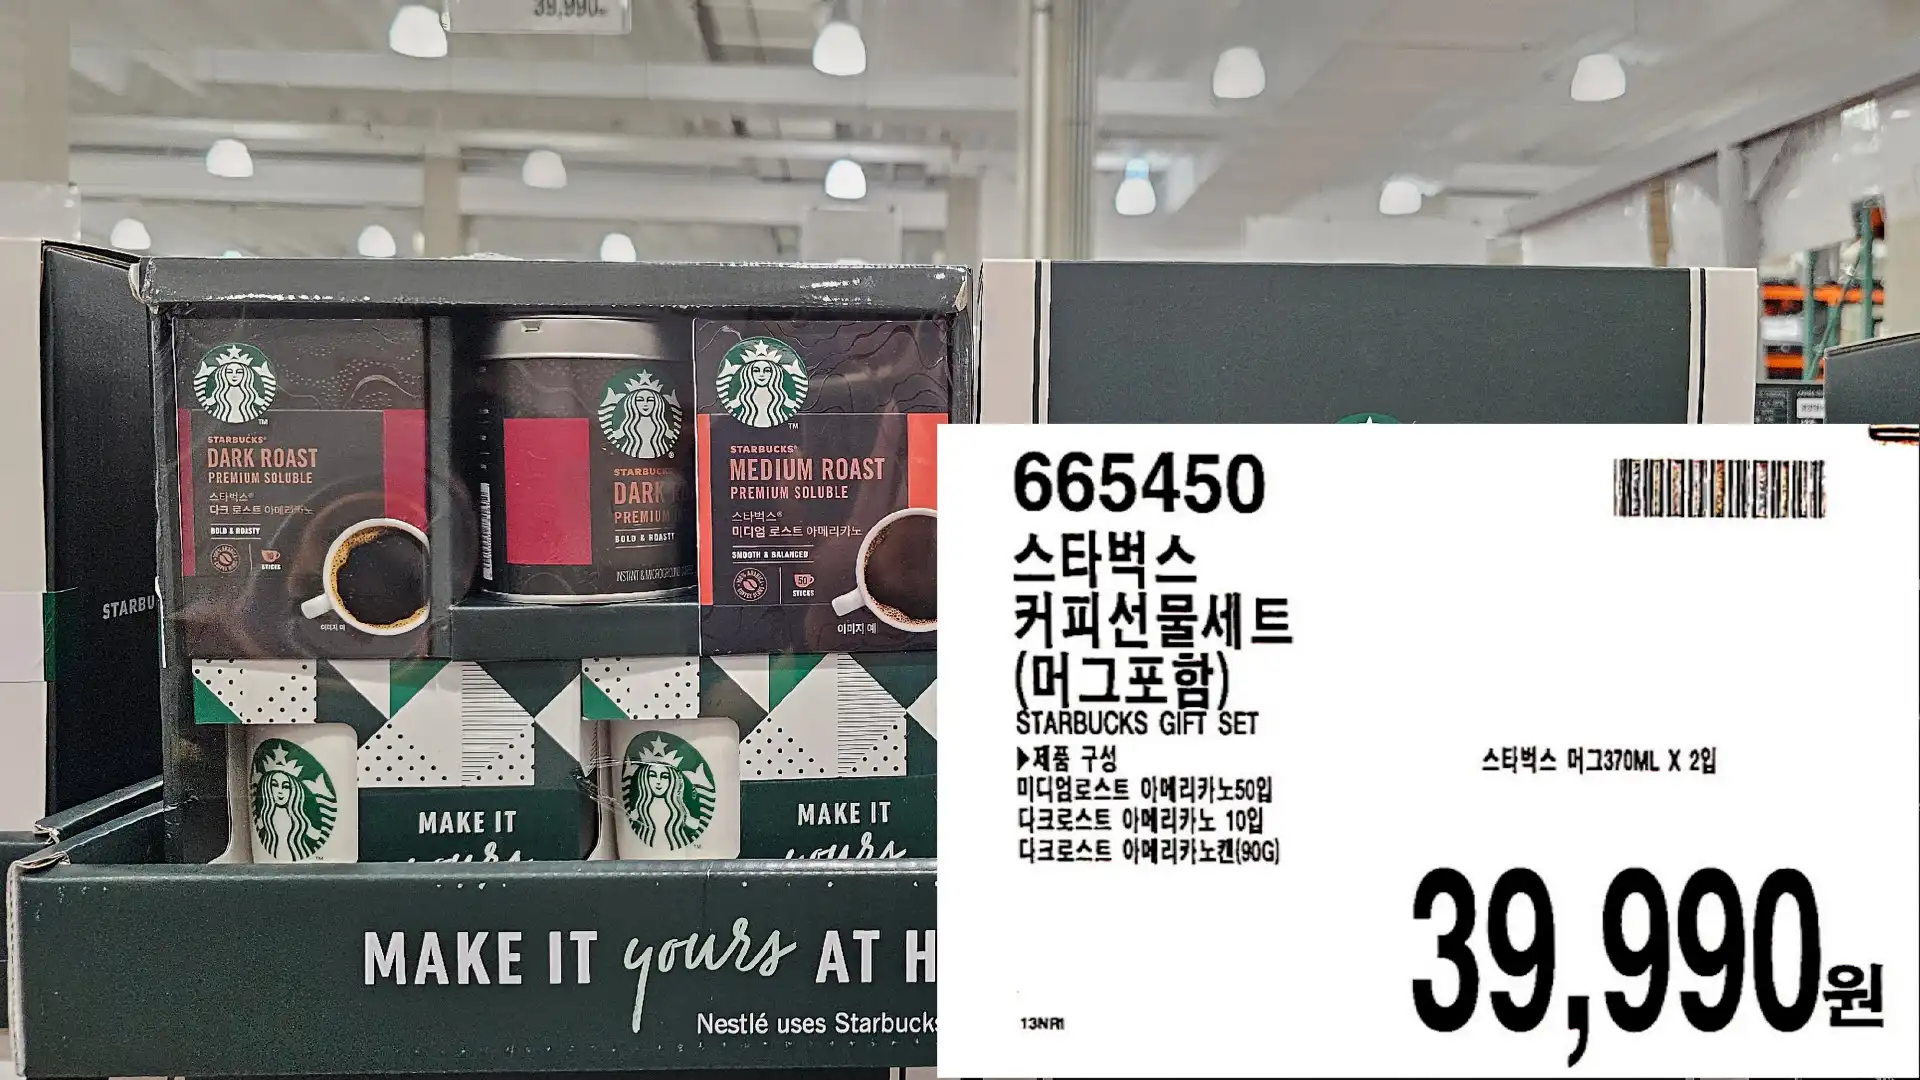 39,990
STARBU
STARBUCKS®
DARK ROAST
PREMIUM SOLUBLE
스타벅스®
다크 로스트 아메리카노
BOLD & ROASTY
10
STICKS
이미지 예
STARBUCKS
DARK RO
PREMIUM
BOLD & ROASTY
INSTANT & MICROGROUND COFFEE
STARBUCKS®
MEDIUM ROAST
PREMIUM SOLUBLE
스타벅스®
미디엄 로스트 아메리카노
SMOOTH & BALANCED
50
STICKS
이미지 예
MAKE IT
yours
MAKE IT
yours
MAKE IT yours AT H
Nestlé uses Starbucks
665450
스타벅스
커피선물세트
(머그포함)
STARBUCKS GIFT SET
▶제품 구성
스타벅스 머그370ML X 2입
미디엄로스트 아메리카노50입
다크로스트 아메리카노 10입
다크로스트 아메리카노캔(90G)
39,990원
13NR1